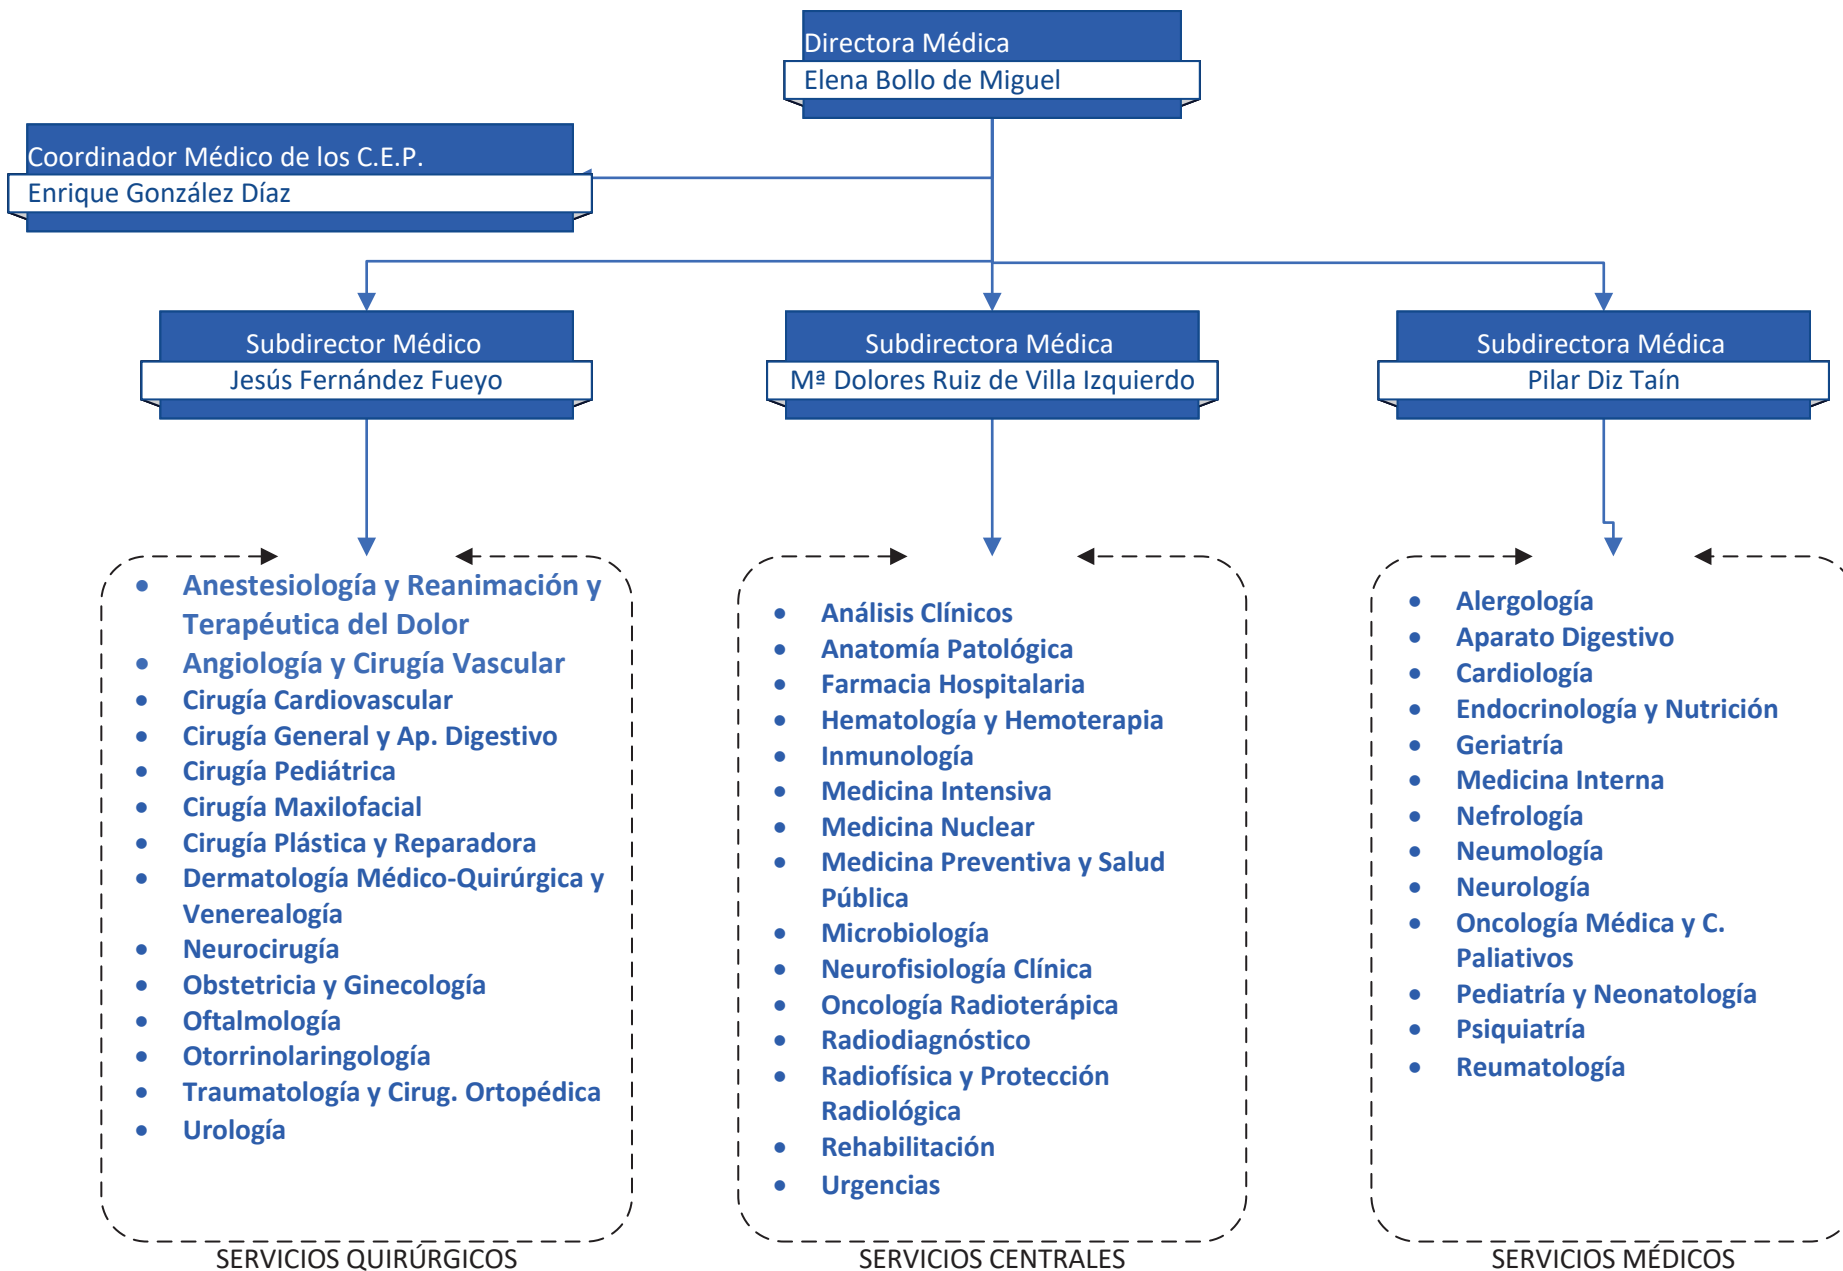 Directora Médica
Elena Bollo de Miguel
Coordinador Médico de los C.E.P.
Enrique González Díaz
Subdirector Médico
Jesús Fernández Fueyo
Subdirectora Médica
Mª Dolores Ruiz de Villa Izquierdo
Subdirectora Médica
Pilar Diz Taín
• Anestesiología y Reanimación y
Terapéutica del Dolor
• Angiología y Cirugía Vascular
• Cirugía Cardiovascular
• Cirugía General y Ap. Digestivo
• Cirugía Pediátrica
• Cirugía Maxilofacial
• Cirugía Plástica y Reparadora
• Dermatología Médico-Quirúrgica y
Venerealogía
• Neurocirugía
• Obstetricia y Ginecología
• Oftalmología
• Otorrinolaringología
• Traumatología y Cirug. Ortopédica
• Urología
SERVICIOS QUIRÚRGICOS
• Análisis Clínicos
• Anatomía Patológica
• Farmacia Hospitalaria
• Hematología y Hemoterapia
• Inmunología
• Medicina Intensiva
• Medicina Nuclear
• Medicina Preventiva y Salud
Pública
• Microbiología
• Neurofisiología Clínica
• Oncología Radioterápica
• Radiodiagnóstico
• Radiofísica y Protección
Radiológica
• Rehabilitación
• Urgencias
SERVICIOS CENTRALES
• Alergología
• Aparato Digestivo
• Cardiología
• Endocrinología y Nutrición
• Geriatría
• Medicina Interna
• Nefrología
• Neumología
• Neurología
• Oncología Médica y C.
Paliativos
• Pediatría y Neonatología
• Psiquiatría
• Reumatología
SERVICIOS MÉDICOS